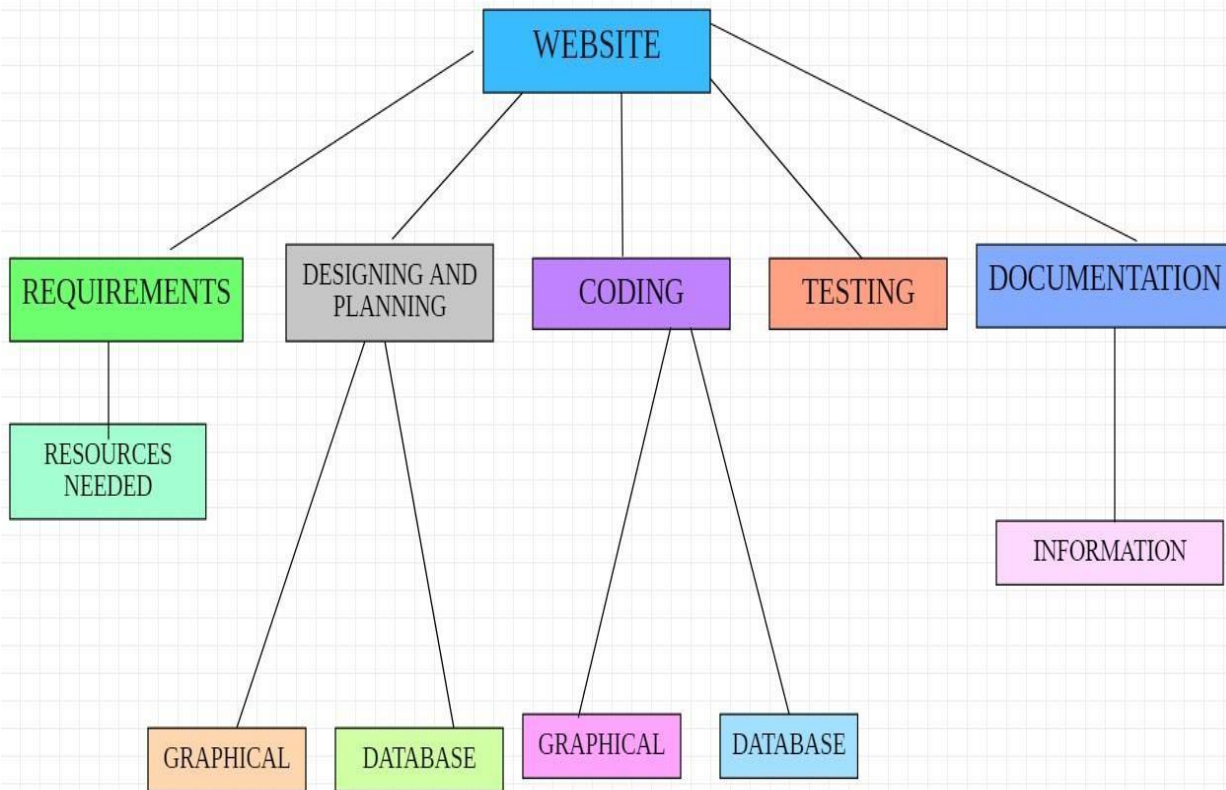 WEBSITE
REQUIREMENTS
DESIGNING AND
PLANNING
CODING
TESTING
DOCUMENTATION
RESOURCES
NEEDED
INFORMATION
GRAPHICAL
DATABASE
GRAPHICAL
DATABASE